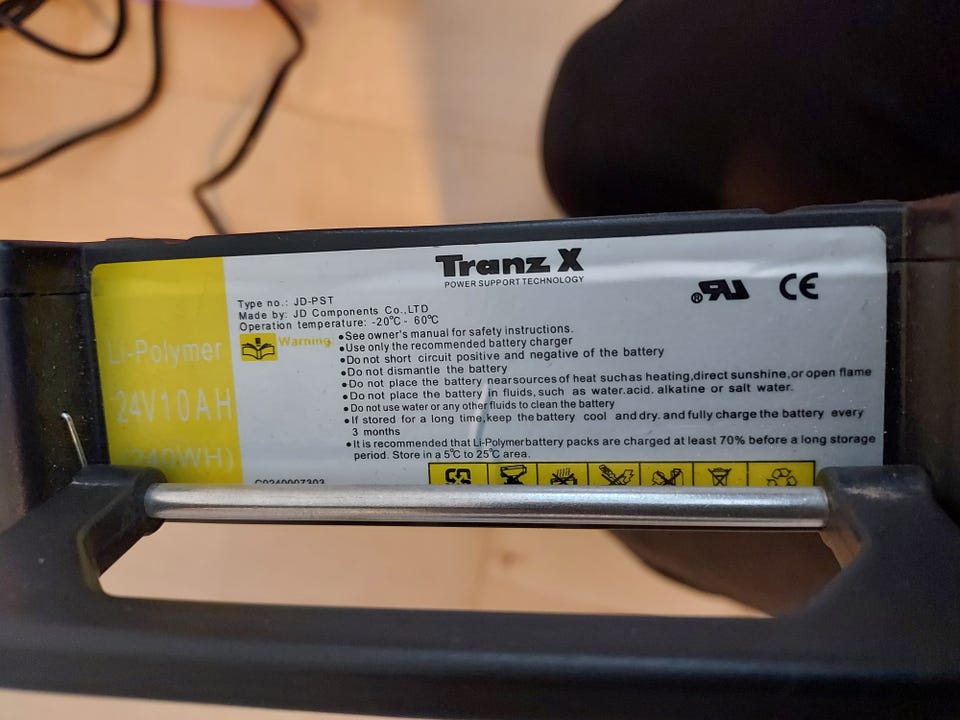 Tranz X
POWER SUPPORT TECHNOLOGY
Type no.: JD-PST
Made by: JD Components Co.,LTD
Operation temperature: -20°C - 60°C
Warning
Li-Polymer
24V10AH
(240WH)
•See owner's manual for safety instructions.
•Use only the recommended battery charger
•Do not short circuit positive and negative of the battery
•Do not dismantle the battery
•Do not place the battery nearsources of heat suchas heating,direct sunshine,or open flame
•Do not place the battery in fluids,such as water.acid. alkatine or salt water.
•Do not use water or any other fluids to clean the battery
•If stored for a long time,keep the battery cool and dry. and fully charge the battery every
3 months
•It is recommended that Li-Polymerbattery packs are charged at least 70% before a long storage
period. Store in a 5°C to 25°C area.
C0240007303
CE